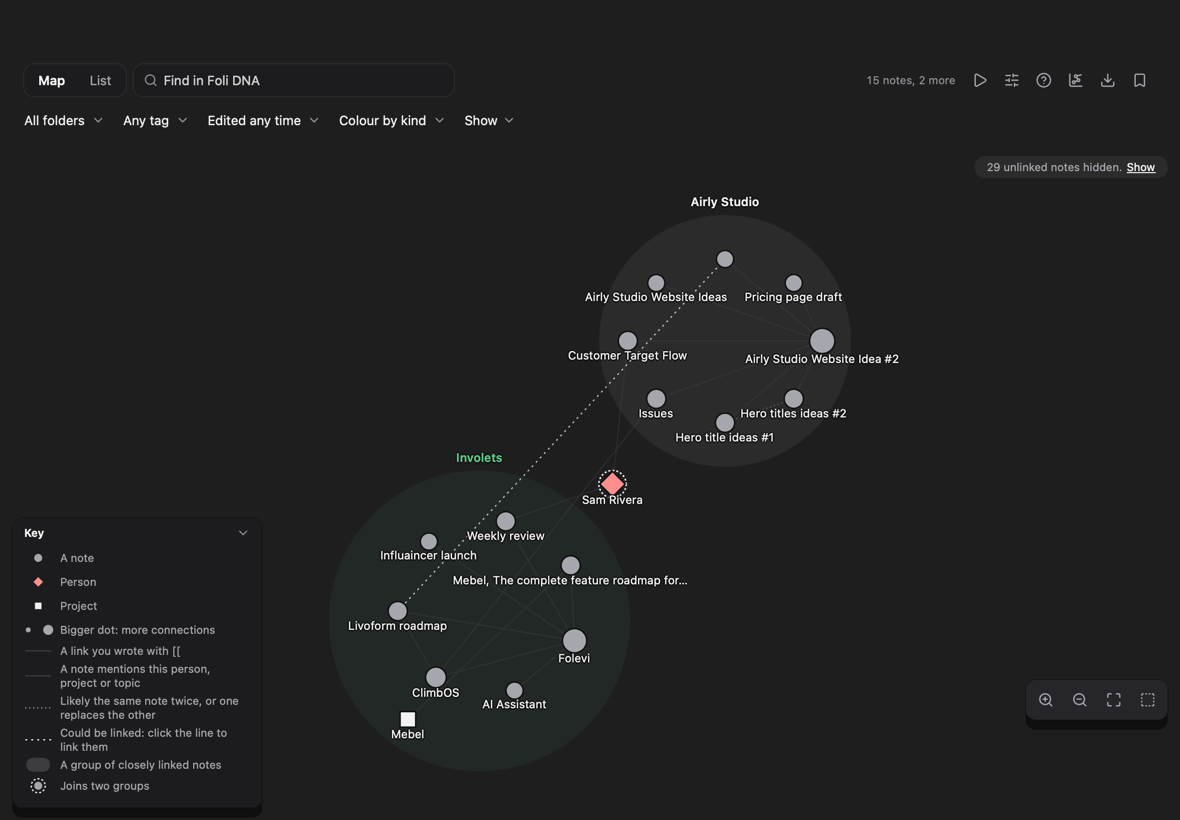 Map
List
Find in Foli DNA
15 notes, 2 more
All folders
Any tag
Edited any time
Colour by kind
Show
29 unlinked notes hidden. Show
Airly Studio
Airly Studio Website Ideas
Pricing page draft
Customer Target Flow
Airly Studio Website Idea #2
Issues
Hero titles ideas #2
Hero title ideas #1
Involets
Sam Rivera
Weekly review
Influaincer launch
Mebel, The complete feature roadmap for...
Livoform roadmap
Folevi
ClimbOS
AI Assistant
Mebel
Key
A note
Person
Project
Bigger dot: more connections
A link you wrote with [[
A note mentions this person,
project or topic
Likely the same note twice, or one
replaces the other
Could be linked: click the line to
link them
A group of closely linked notes
Joins two groups